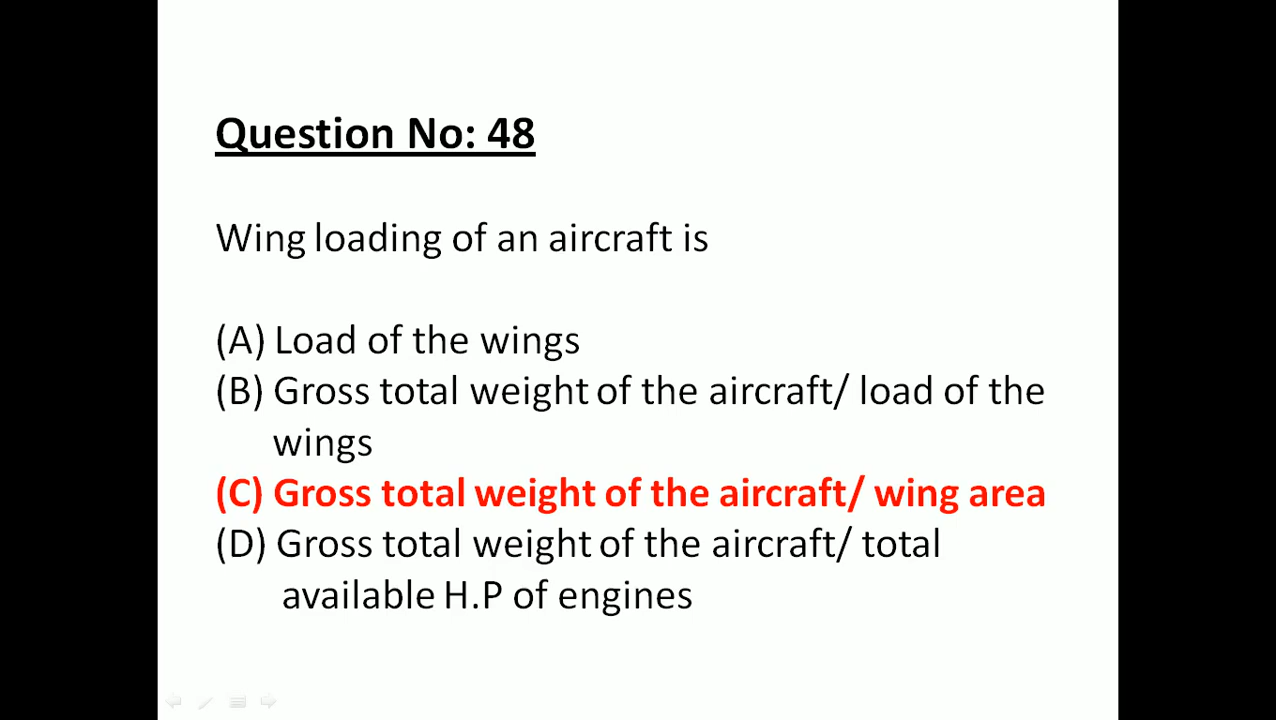 Question No: 48
Wing loading of an aircraft is
(A) Load of the wings
(B) Gross total weight of the aircraft/ load of the
wings
(C) Gross total weight of the aircraft/ wing area
(D) Gross total weight of the aircraft/ total
available H.P of engines